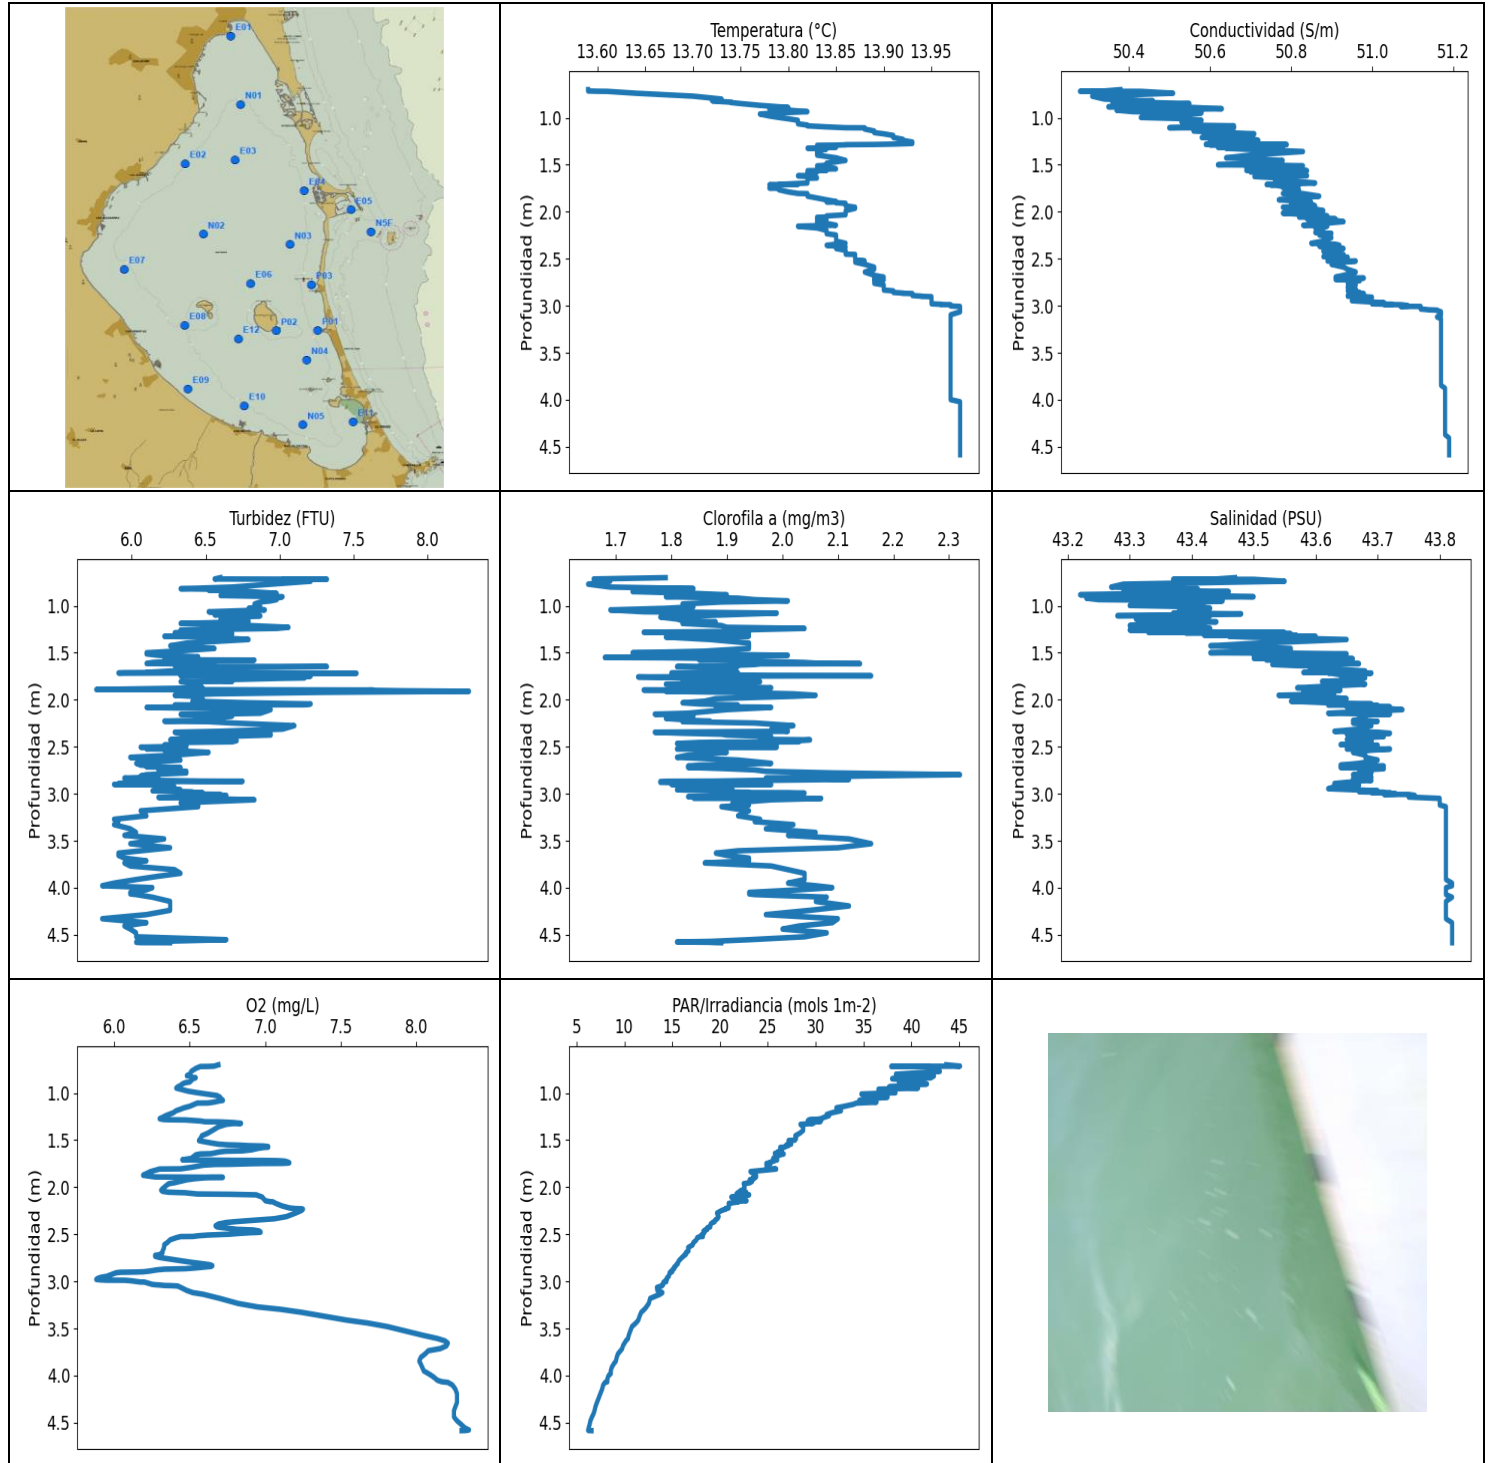 E01
N01
E02
E03
E04
E05
N5F
N02
N03
E07
E06
P03
E08
E12
P02
P01
N04
E09
E10
N05
E11
Temperatura (°C)
13.60 13.65 13.70 13.75 13.80 13.85 13.90 13.95
Profundidad (m)
1.0
1.5
2.0
2.5
3.0
3.5
4.0
4.5
Conductividad (S/m)
50.4 50.6 50.8 51.0 51.2
Profundidad (m)
1.0
1.5
2.0
2.5
3.0
3.5
4.0
4.5
Turbidez (FTU)
6.0 6.5 7.0 7.5 8.0
Profundidad (m)
1.0
1.5
2.0
2.5
3.0
3.5
4.0
4.5
Clorofila a (mg/m3)
1.7 1.8 1.9 2.0 2.1 2.2 2.3
Profundidad (m)
1.0
1.5
2.0
2.5
3.0
3.5
4.0
4.5
Salinidad (PSU)
43.2 43.3 43.4 43.5 43.6 43.7 43.8
Profundidad (m)
1.0
1.5
2.0
2.5
3.0
3.5
4.0
4.5
O2 (mg/L)
6.0 6.5 7.0 7.5 8.0
Profundidad (m)
1.0
1.5
2.0
2.5
3.0
3.5
4.0
4.5
PAR/Irradiancia (mols 1m-2)
5 10 15 20 25 30 35 40 45
Profundidad (m)
1.0
1.5
2.0
2.5
3.0
3.5
4.0
4.5